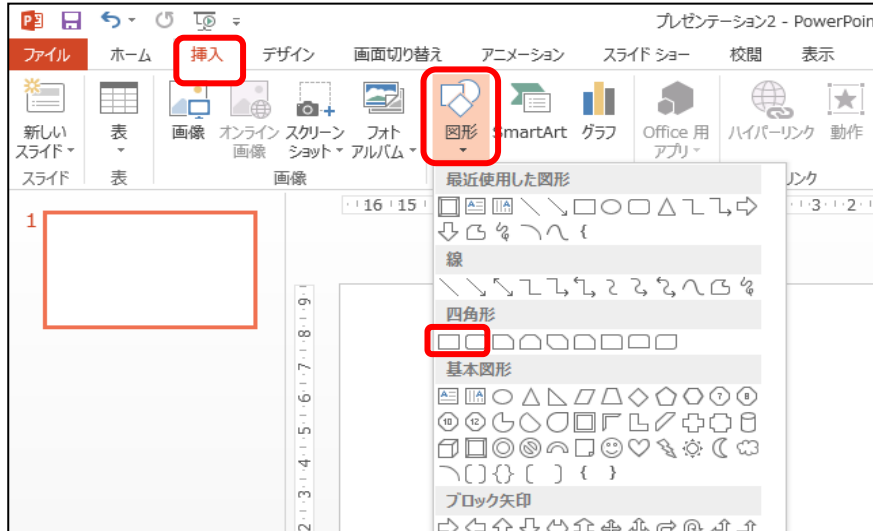 プレゼンテーション2 - PowerPoin
ファイル ホーム 挿入 デザイン 画面切り替え アニメーション スライド ショー 校閲 表示
新しい スライド
表
画像
オンライン 画像
スクリーン ショット
フォト アルバム
図形
SmartArt
グラフ
Office 用 アプリ
ハイパーリンク
動作
スライド 表 画像 リンク
最近使用した図形
16 15 3 2
1
線
四角形
基本図形
7 8
10 12
ブロック矢印
9
8
7
6
5
4
3
2